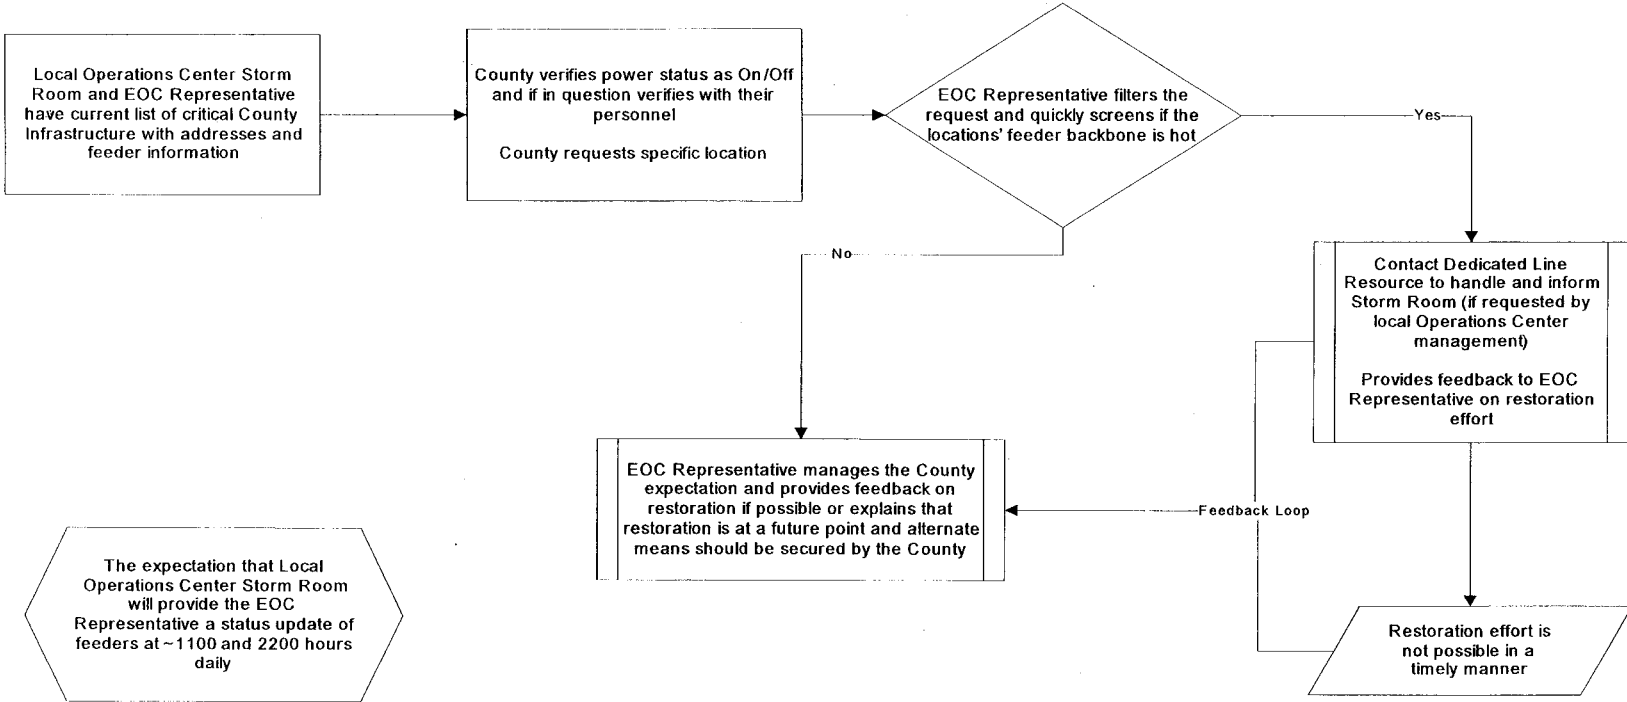 Local Operations Center Storm
Room and EOC Representative
have current list of critical County
Infrastructure with addresses and
feeder information
County verifies power status as On/Off
and if in question verifies with their
personnel
County requests specific location
EOC Representative filters the
request and quickly screens if the
locations' feeder backbone is hot
Yes
No
Contact Dedicated Line
Resource to handle and inform
Storm Room (if requested by
local Operations Center
management)
Provides feedback to EOC
Representative on restoration
effort
EOC Representative manages the County
expectation and provides feedback on
restoration if possible or explains that
restoration is at a future point and alternate
means should be secured by the County
Feedback Loop
The expectation that Local
Operations Center Storm Room
will provide the EOC
Representative a status update of
feeders at ~1100 and 2200 hours
daily
Restoration effort is
not possible in a
timely manner